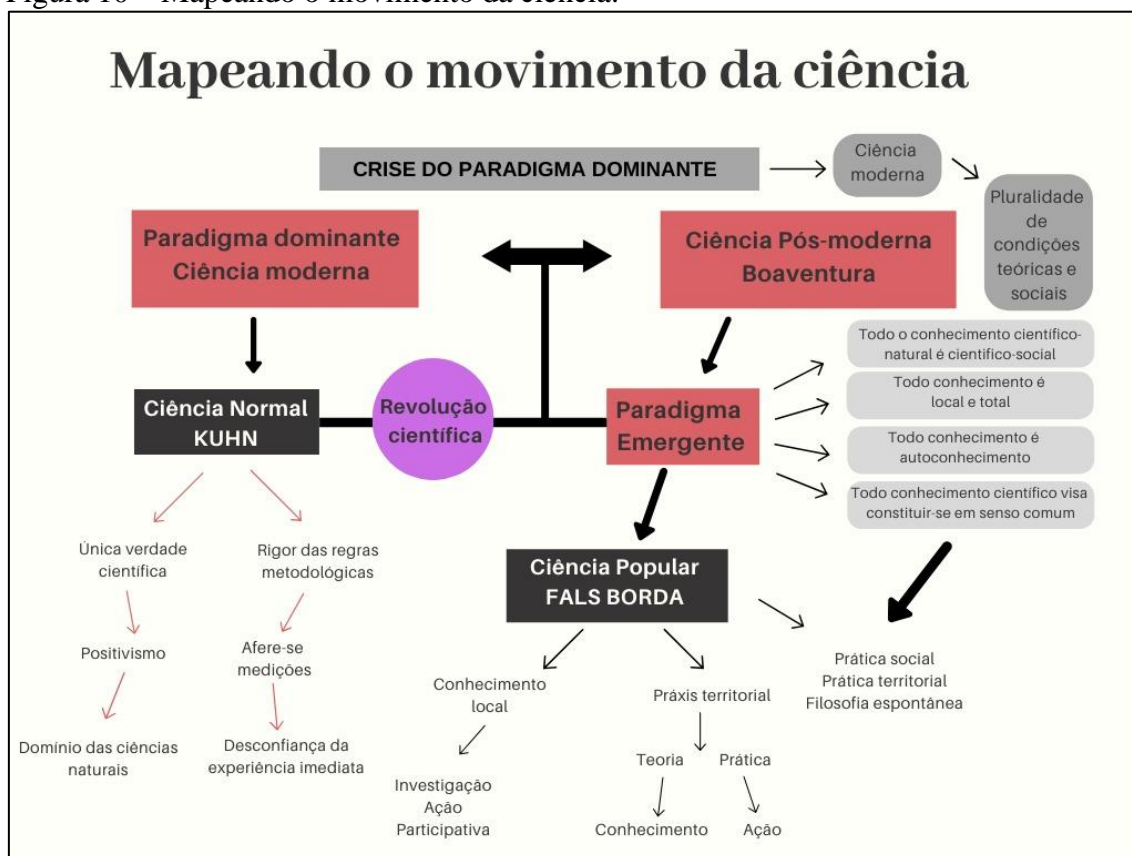 Figura 10 – Mapeando o movimento da ciência.
Mapeando o movimento da ciência
CRISE DO PARADIGMA DOMINANTE
Ciência
moderna
Pluralidade
de
condições
teóricas e
sociais
Paradigma dominante
Ciência moderna
Ciência Pós-moderna
Boaventura
Todo o conhecimento científico-
natural é científico-social
Todo conhecimento é
local e total
Todo conhecimento é
autoconhecimento
Todo conhecimento científico visa
constituir-se em senso comum
Ciência Normal
KUHN
Revolução
científica
Paradigma
Emergente
Única verdade
científica
Rigor das regras
metodológicas
Ciência Popular
FALS BORDA
Positivismo
Afere-se
medições
Prática social
Prática territorial
Filosofia espontânea
Conhecimento
local
Práxis territorial
Domínio das ciências
naturais
Desconfiança da
experiência imediata
Teoria
Prática
Investigação
Ação
Participativa
Conhecimento
Ação